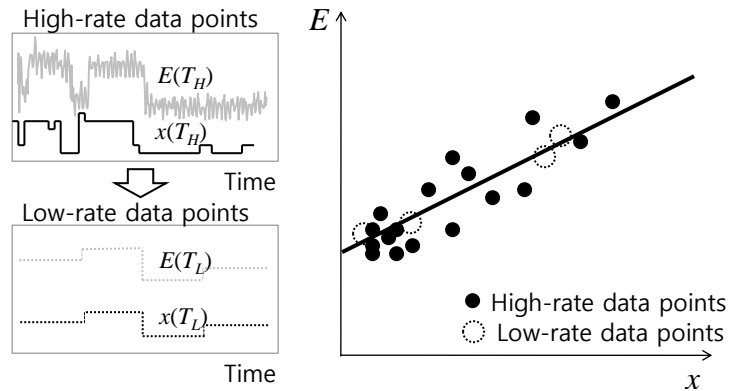 High-rate data points
E(T_H)
x(T_H)
Time
Low-rate data points
E(T_L)
x(T_L)
Time
E
High-rate data points
Low-rate data points
x